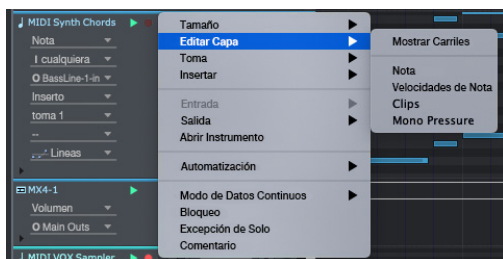 MIDI Synth Chords
Nota
I cualquiera
O BassLine-1-in
Inserto
toma 1
--
Lineas
MX4-1
Volumen
O Main Outs
MIDI VOX Sampler
Tamaño
Editar Capa
Toma
Insertar
Entrada
Salida
Abrir Instrumento
Automatización
Modo de Datos Continuos
Bloqueo
Excepción de Solo
Comentario
Mostrar Carriles
Nota
Velocidades de Nota
Clips
Mono Pressure